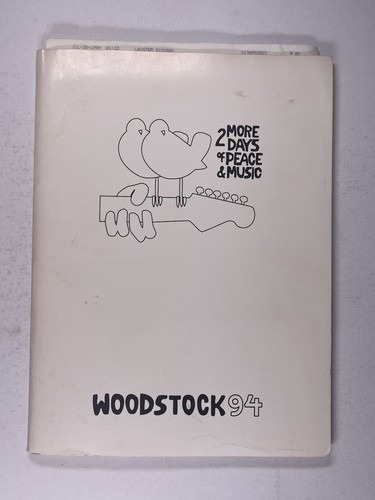 2 MORE
DAYS
of PEACE
& MUSIC
WOODSTOCK 94